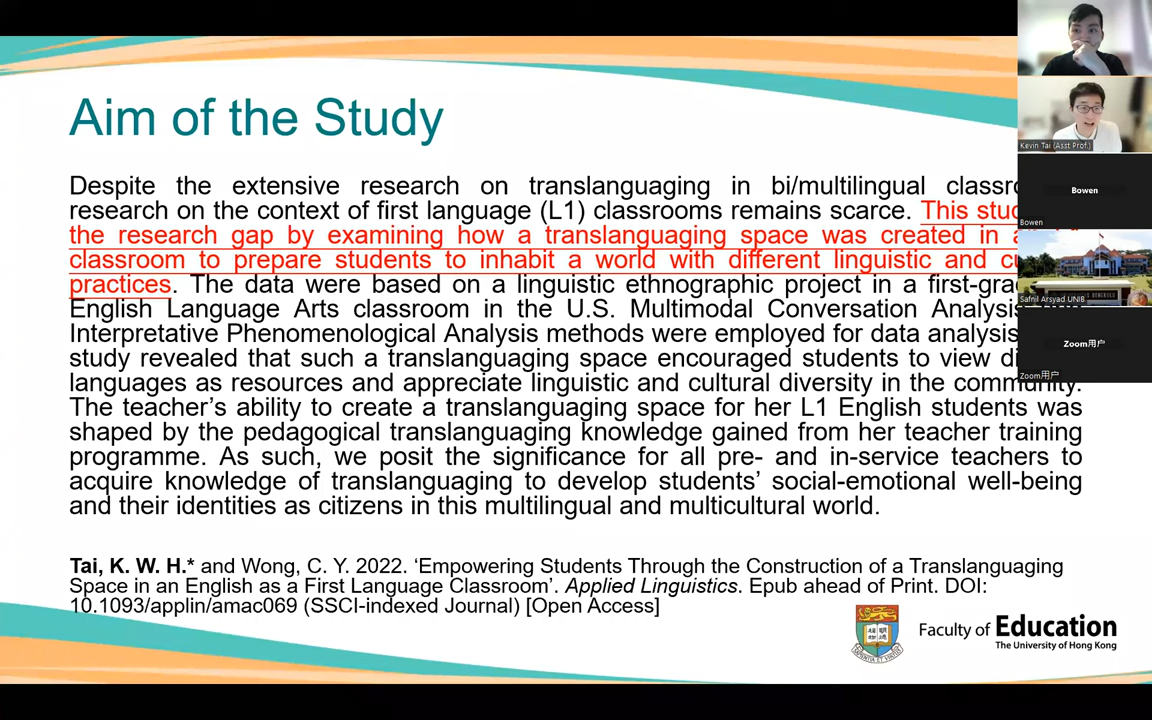 Aim of the Study
Despite the extensive research on translanguaging in bi/multilingual
research on the context of first language (L1) classrooms remains scarce. This
the research gap by examining how a translanguaging space was created in
classroom to prepare students to inhabit a world with different linguistic and
practices. The data were based on a linguistic ethnographic project in a
English Language Arts classroom in the U.S. Multimodal Conversation Analysis
Interpretative Phenomenological Analysis methods were employed for data analysis
study revealed that such a translanguaging space encouraged students to view
languages as resources and appreciate linguistic and cultural diversity in the community.
The teacher's ability to create a translanguaging space for her L1 English students was
shaped by the pedagogical translanguaging knowledge gained from her teacher training
programme. As such, we posit the significance for all pre- and in-service teachers to
acquire knowledge of translanguaging to develop students' social-emotional well-being
and their identities as citizens in this multilingual and multicultural world.
Tai, K. W. H.* and Wong, C. Y. 2022. 'Empowering Students Through the Construction of a Translanguaging
Space in an English as a First Language Classroom'. Applied Linguistics. Epub ahead of Print. DOI:
10.1093/applin/amac069 (SSCI-indexed Journal) [Open Access]
Faculty of Education
The University of Hong Kong
Kevin Tai (Asst Prof.)
Bowen
Bowen
Safnil Arsyad UNIB
Zoom用户
Zoom用户